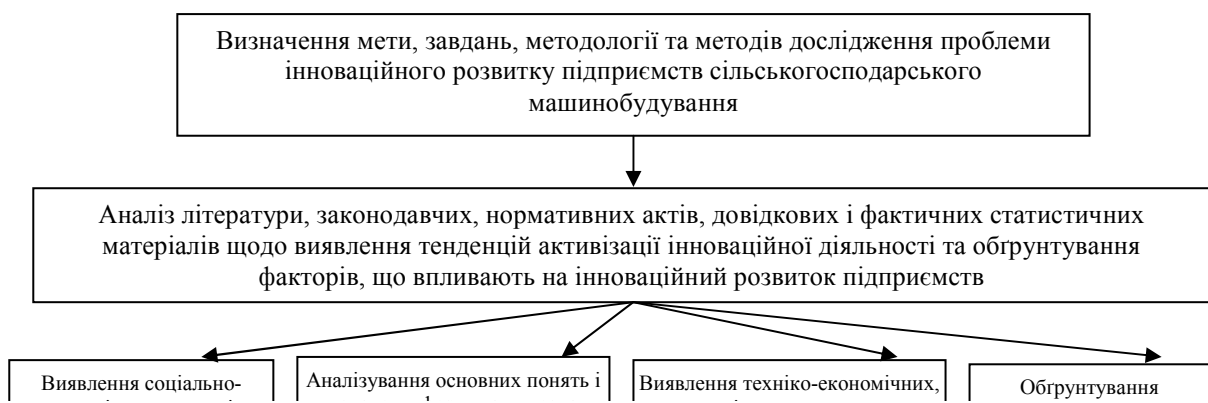 Визначення мети, завдань, методології та методів дослідження проблеми
інноваційного розвитку підприємств сільськогосподарського
машинобудування
Аналіз літератури, законодавчих, нормативних актів, довідкових і фактичних статистичних
матеріалів щодо виявлення тенденцій активізації інноваційної діяльності та обґрунтування
факторів, що впливають на інноваційний розвиток підприємств
Виявлення соціально-
Аналізування основних понять і
Виявлення техніко-економічних,
Обґрунтування